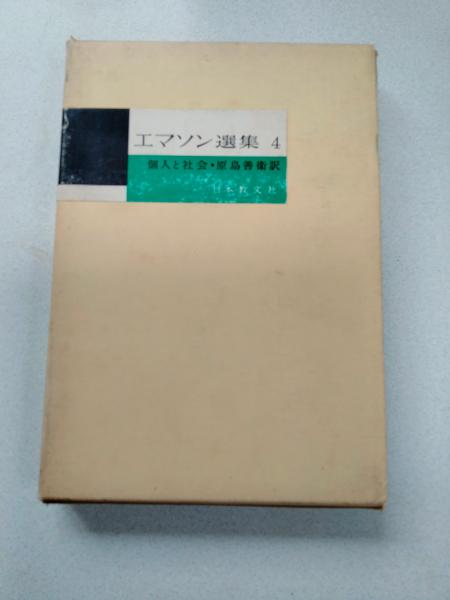 エマソン選集 4
個人と社会・原島善衛訳
日本教文社